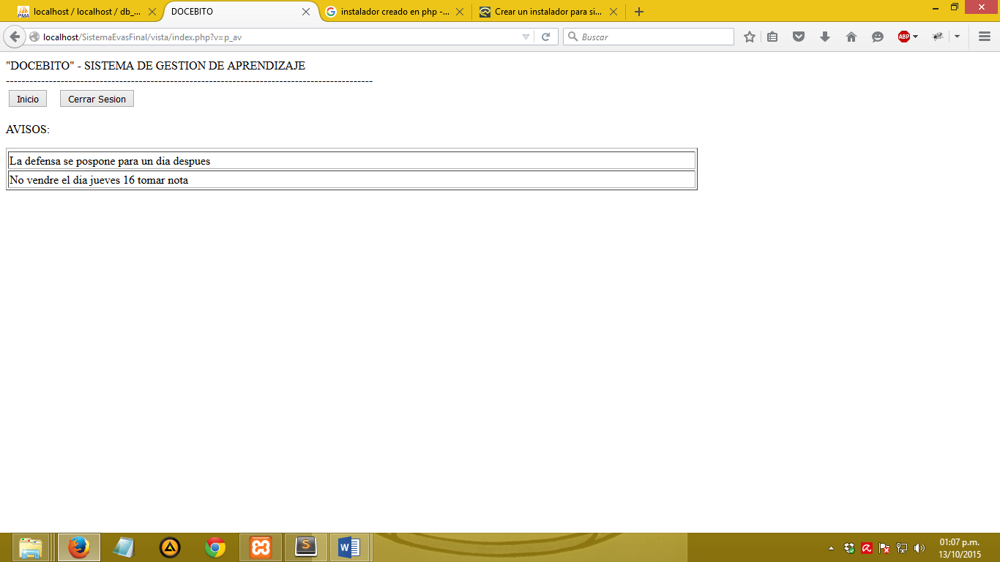 localhost / localhost / db_...
DOCEBITO
instalador creado en php -...
Crear un instalador para si...
localhost/SistemaEvasFinal/vista/index.php?v=p_av
Buscar
ABP
"DOCEBITO" - SISTEMA DE GESTION DE APRENDIZAJE
----------------------------------------------------------------------------------------------
Inicio
Cerrar Sesion
AVISOS:
La defensa se pospone para un dia despues
No vendre el dia jueves 16 tomar nota
01:07 p.m.
13/10/2015